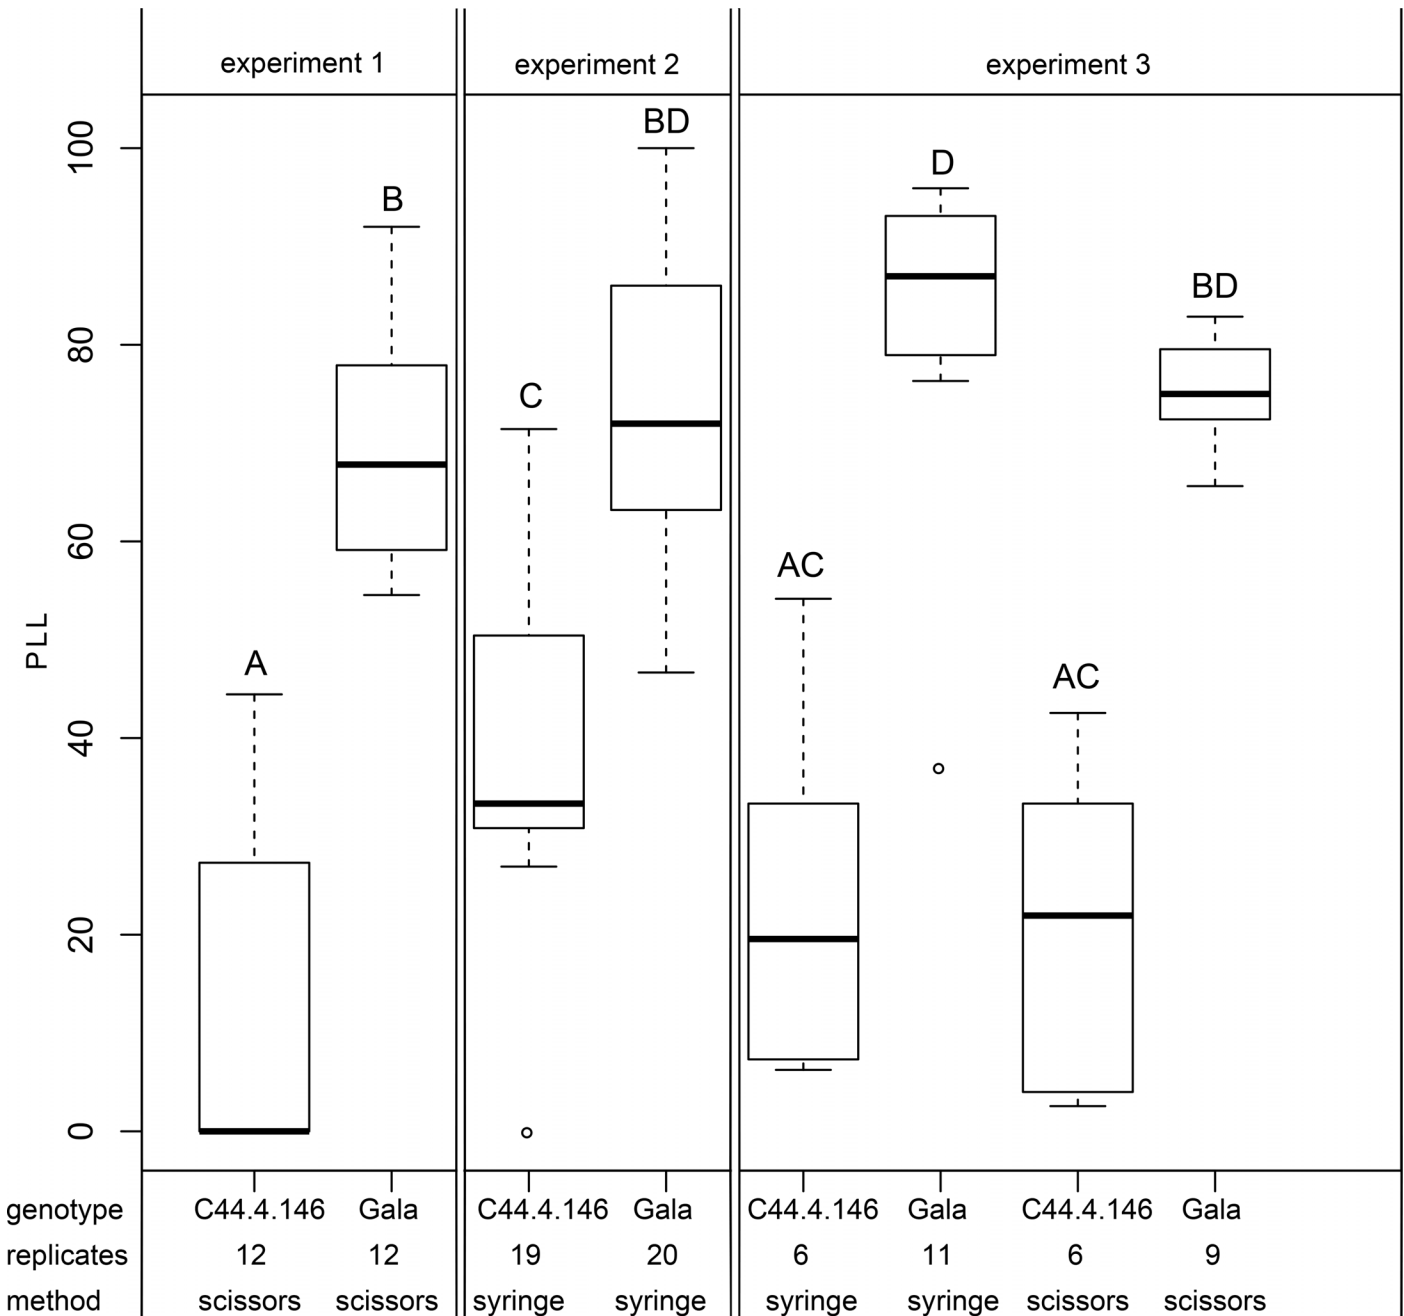 experiment 1 experiment 2 experiment 3
BD
100
D
B
BD
80
C
60
AC
PLL
A
AC
40
20
0
genotype C44.4.146 Gala C44.4.146 Gala C44.4.146 Gala C44.4.146 Gala
replicates 12 12 19 20 6 11 6 9
method scissors scissors syringe syringe syringe syringe scissors scissors